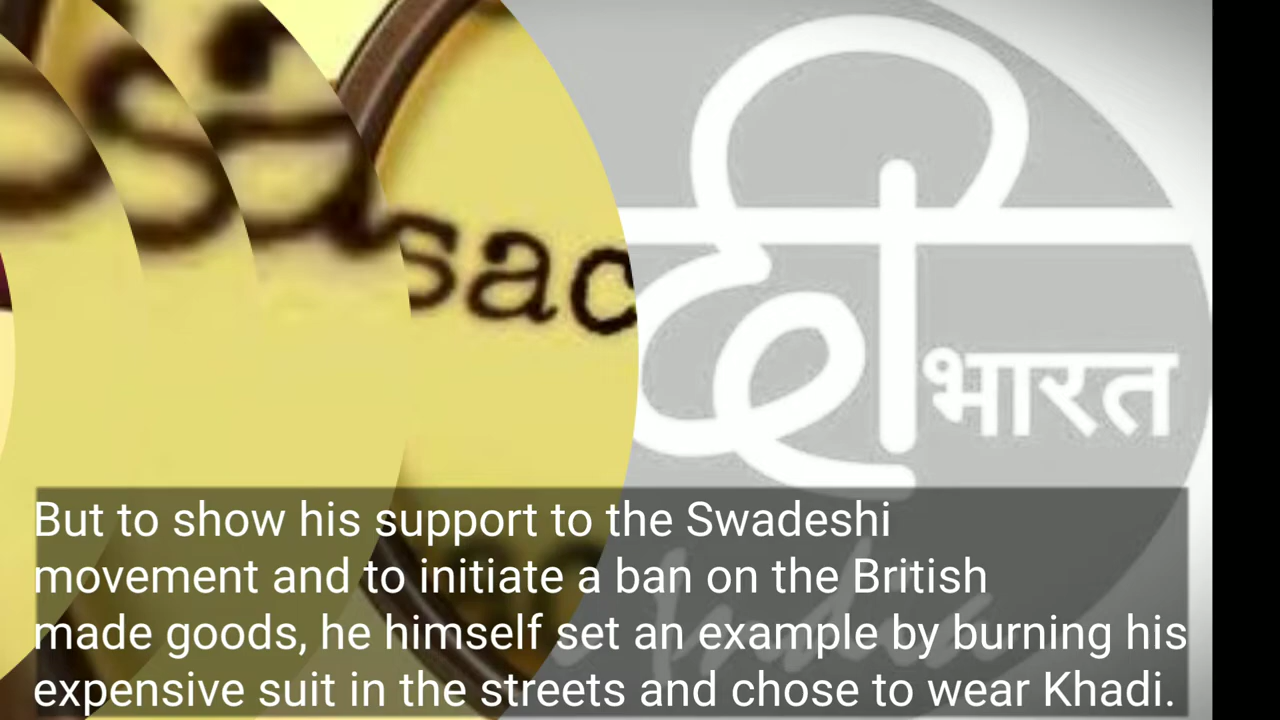 sac
दी
भारत
But to show his support to the Swadeshi
movement and to initiate a ban on the British
made goods, he himself set an example by burning his
expensive suit in the streets and chose to wear Khadi.